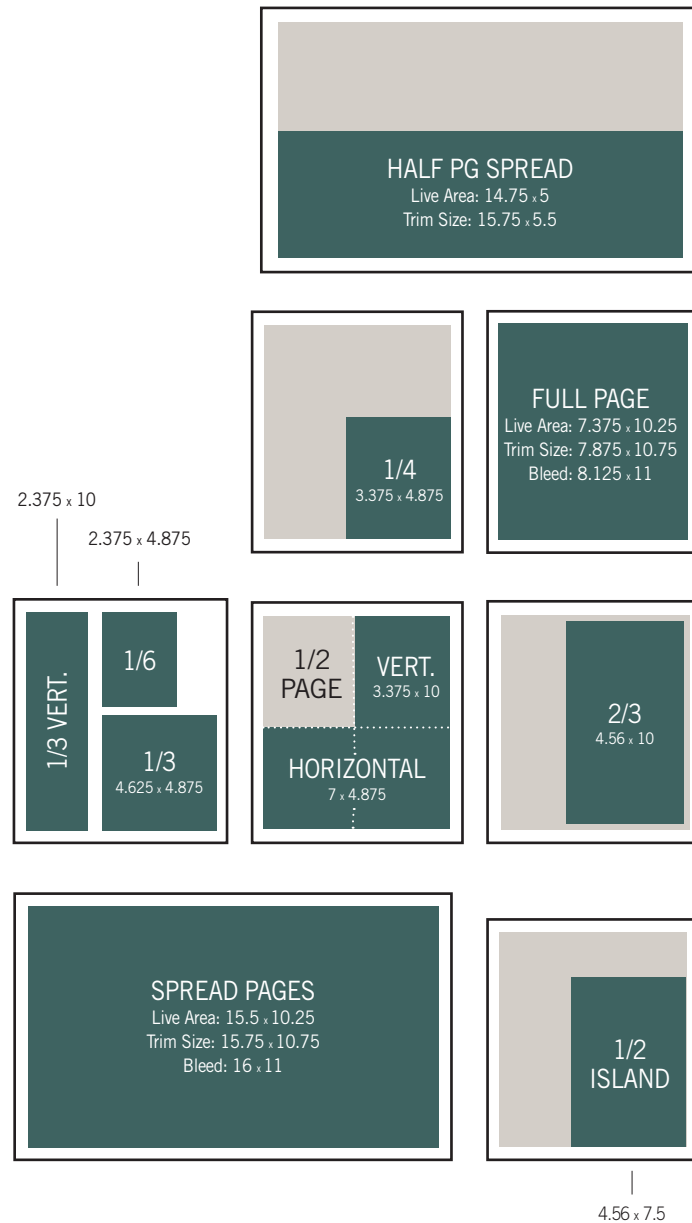 HALF PG SPREAD
Live Area: 14.75 x 5
Trim Size: 15.75 x 5.5
1/4
3.375 x 4.875
FULL PAGE
Live Area: 7.375 x 10.25
Trim Size: 7.875 x 10.75
Bleed: 8.125 x 11
2.375 x 10
2.375 x 4.875
1/3 VERT.
1/6
1/3
4.625 x 4.875
1/2
PAGE
VERT.
3.375 x 10
HORIZONTAL
7 x 4.875
2/3
4.56 x 10
SPREAD PAGES
Live Area: 15.5 x 10.25
Trim Size: 15.75 x 10.75
Bleed: 16 x 11
1/2
ISLAND
4.56 x 7.5